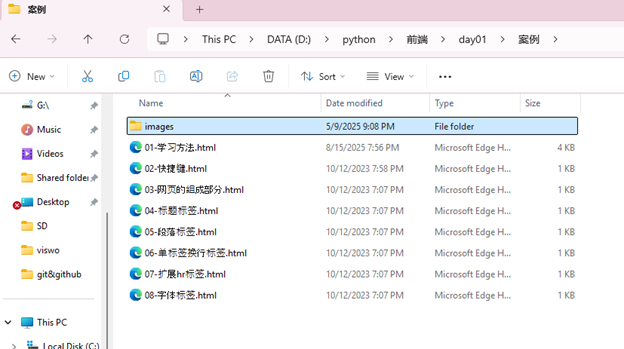 案例
This PC > DATA (D:) > python > 前端 > day01 > 案例 >
New Sort View
Name Date modified Type Size
G:\
Music
Videos
Shared folder
Desktop
SD
viswo
git&github
This PC
Local Disk (C:)
images 5/9/2025 9:08 PM File folder
01-学习方法.html 8/15/2025 7:56 PM Microsoft Edge H... 4 KB
02-快捷键.html 10/12/2023 7:58 PM Microsoft Edge H... 1 KB
03-网页的组成部分.html 10/12/2023 7:07 PM Microsoft Edge H... 1 KB
04-标题标签.html 10/12/2023 7:07 PM Microsoft Edge H... 1 KB
05-段落标签.html 10/12/2023 7:07 PM Microsoft Edge H... 1 KB
06-单标签换行标签.html 10/12/2023 7:07 PM Microsoft Edge H... 1 KB
07-扩展hr标签.html 10/12/2023 7:07 PM Microsoft Edge H... 1 KB
08-字体标签.html 10/12/2023 7:07 PM Microsoft Edge H... 1 KB